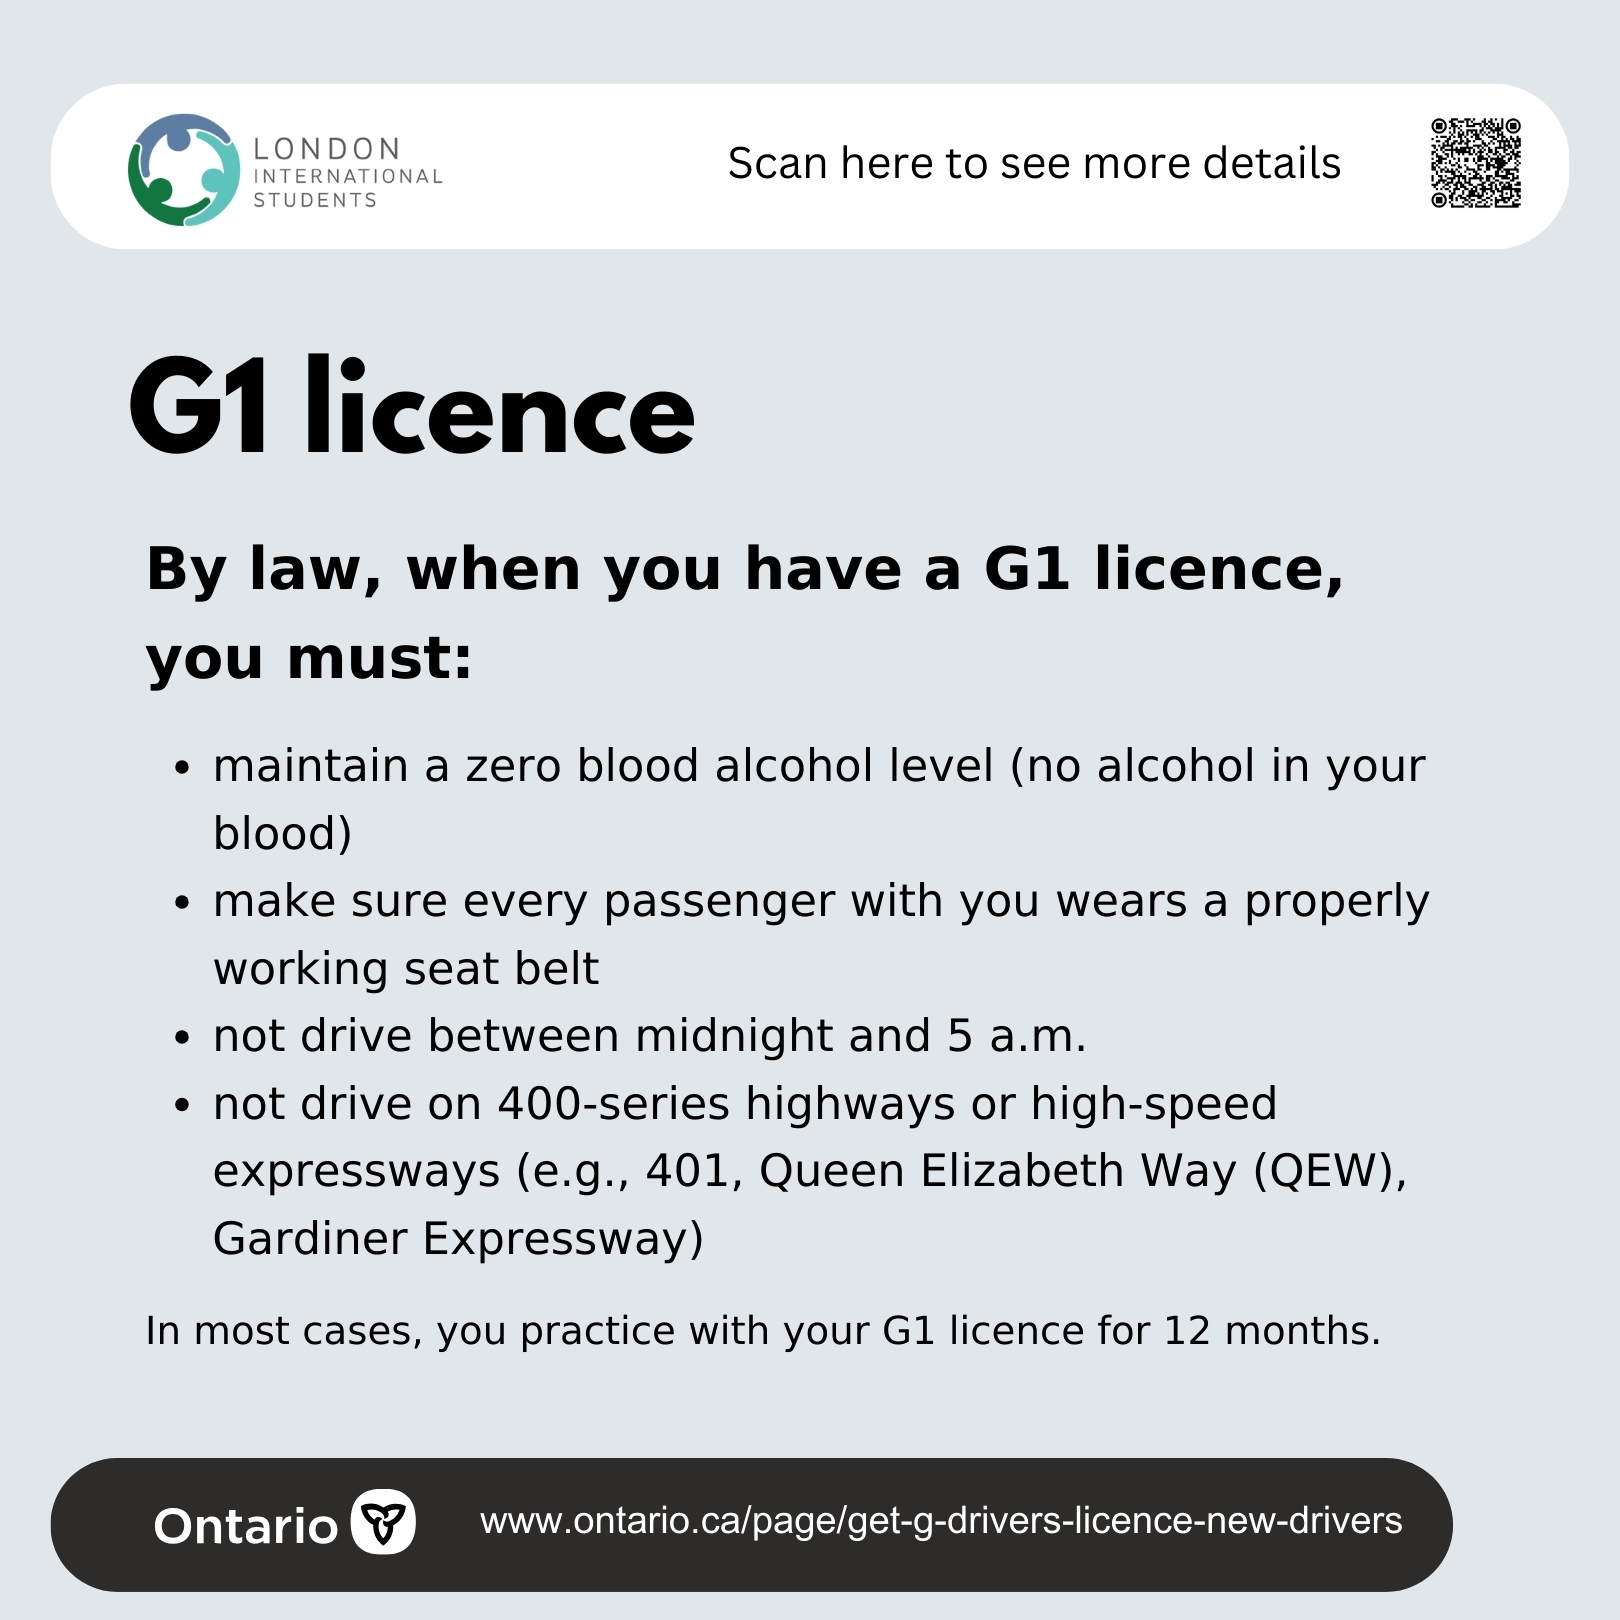 LONDON
INTERNATIONAL
STUDENTS
Scan here to see more details
G1 licence
By law, when you have a G1 licence,
you must:
• maintain a zero blood alcohol level (no alcohol in your
blood)
• make sure every passenger with you wears a properly
working seat belt
• not drive between midnight and 5 a.m.
• not drive on 400-series highways or high-speed
expressways (e.g., 401, Queen Elizabeth Way (QEW),
Gardiner Expressway)
In most cases, you practice with your G1 licence for 12 months.
Ontario
www.ontario.ca/page/get-g-drivers-licence-new-drivers